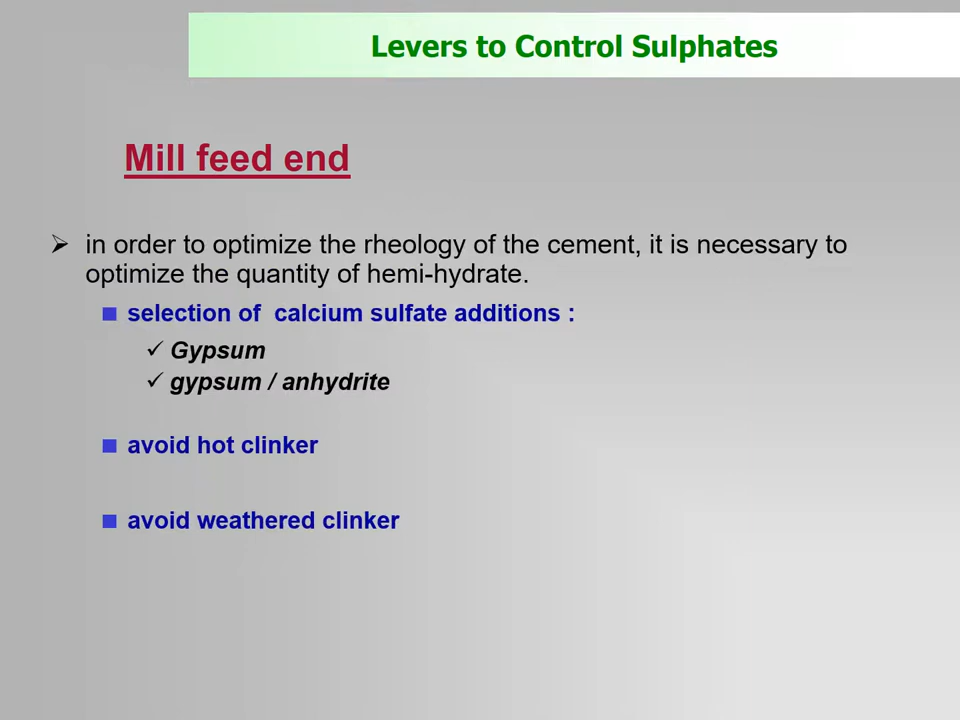 Levers to Control Sulphates
Mill feed end
in order to optimize the rheology of the cement, it is necessary to
optimize the quantity of hemi-hydrate.
selection of  calcium sulfate additions :
Gypsum
gypsum / anhydrite
avoid hot clinker
avoid weathered clinker